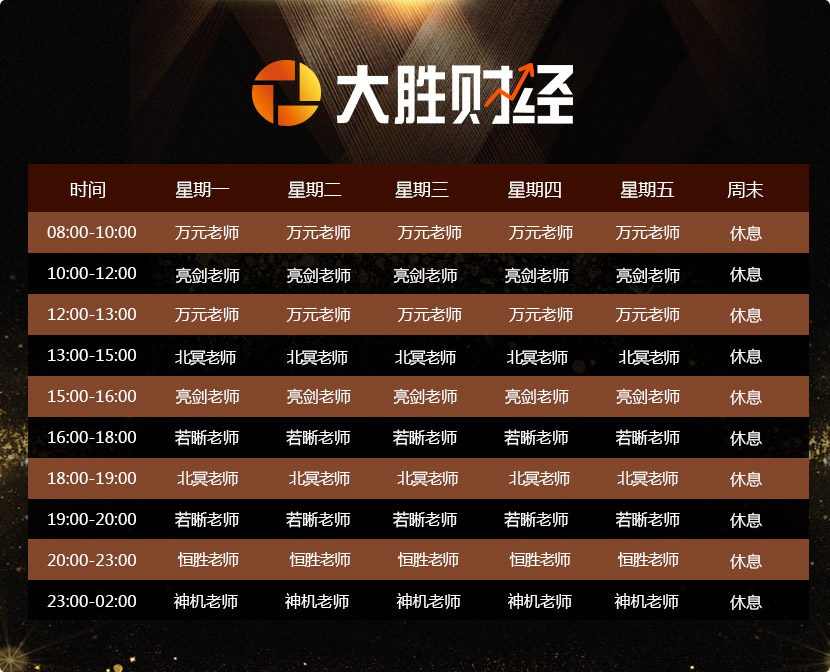 大胜财经
时间 星期一 星期二 星期三 星期四 星期五 周末
08:00-10:00 万元老师 万元老师 万元老师 万元老师 万元老师 休息
10:00-12:00 亮剑老师 亮剑老师 亮剑老师 亮剑老师 亮剑老师 休息
12:00-13:00 万元老师 万元老师 万元老师 万元老师 万元老师 休息
13:00-15:00 北冥老师 北冥老师 北冥老师 北冥老师 北冥老师 休息
15:00-16:00 亮剑老师 亮剑老师 亮剑老师 亮剑老师 亮剑老师 休息
16:00-18:00 若晰老师 若晰老师 若晰老师 若晰老师 若晰老师 休息
18:00-19:00 北冥老师 北冥老师 北冥老师 北冥老师 北冥老师 休息
19:00-20:00 若晰老师 若晰老师 若晰老师 若晰老师 若晰老师 休息
20:00-23:00 恒胜老师 恒胜老师 恒胜老师 恒胜老师 恒胜老师 休息
23:00-02:00 神机老师 神机老师 神机老师 神机老师 神机老师 休息